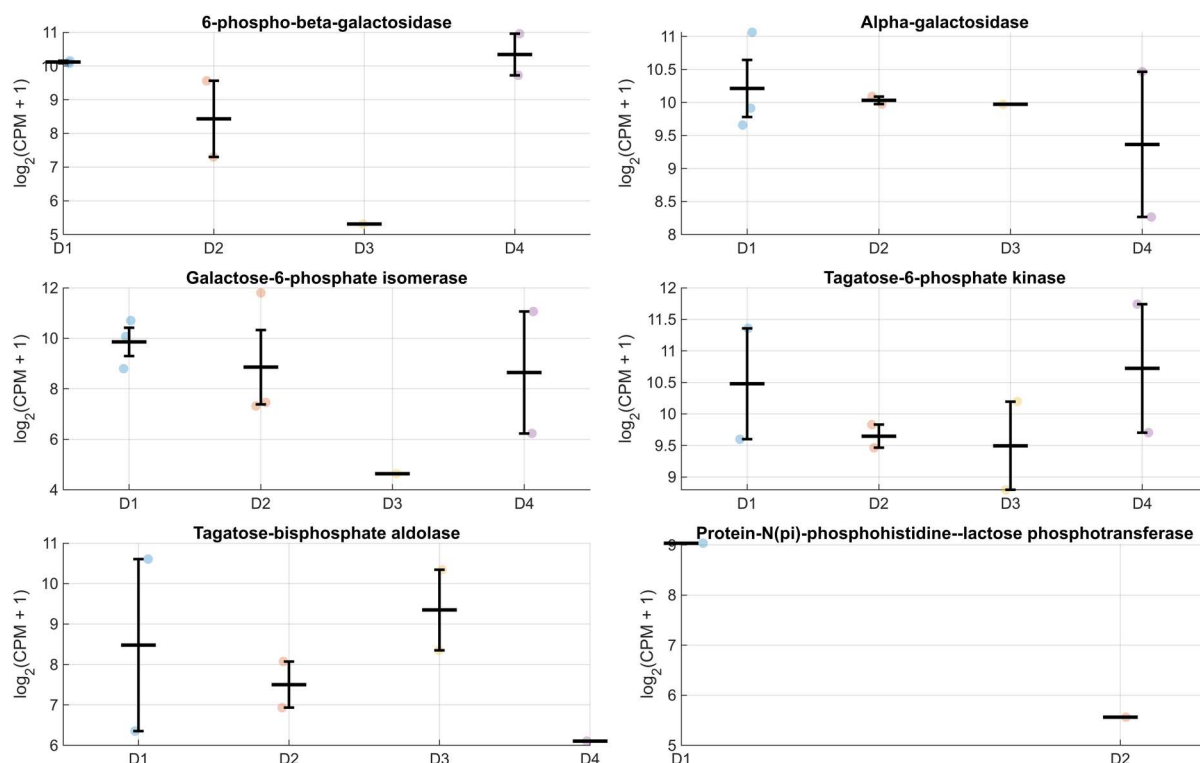 6-phospho-beta-galactosidase
log2(CPM + 1)
11
10
9
8
7
6
5
D1 D2 D3 D4
Alpha-galactosidase
log2(CPM + 1)
11
10.5
10
9.5
9
8.5
8
D1 D2 D3 D4
Galactose-6-phosphate isomerase
log2(CPM + 1)
12
10
8
6
4
D1 D2 D3 D4
Tagatose-6-phosphate kinase
log2(CPM + 1)
12
11.5
11
10.5
10
9.5
9
D1 D2 D3 D4
Tagatose-bisphosphate aldolase
log2(CPM + 1)
11
10
9
8
7
6
D1 D2 D3 D4
Protein-N(pi)-phosphohistidine--lactose phosphotransferase
log2(CPM + 1)
9
8
7
6
5
D1 D2